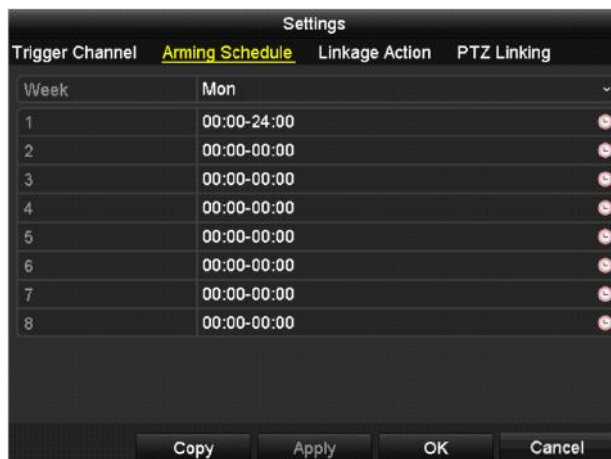 Settings
Trigger Channel Arming Schedule Linkage Action PTZ Linking
Week Mon
1 00:00-24:00
2 00:00-00:00
3 00:00-00:00
4 00:00-00:00
5 00:00-00:00
6 00:00-00:00
7 00:00-00:00
8 00:00-00:00
Copy Apply OK Cancel